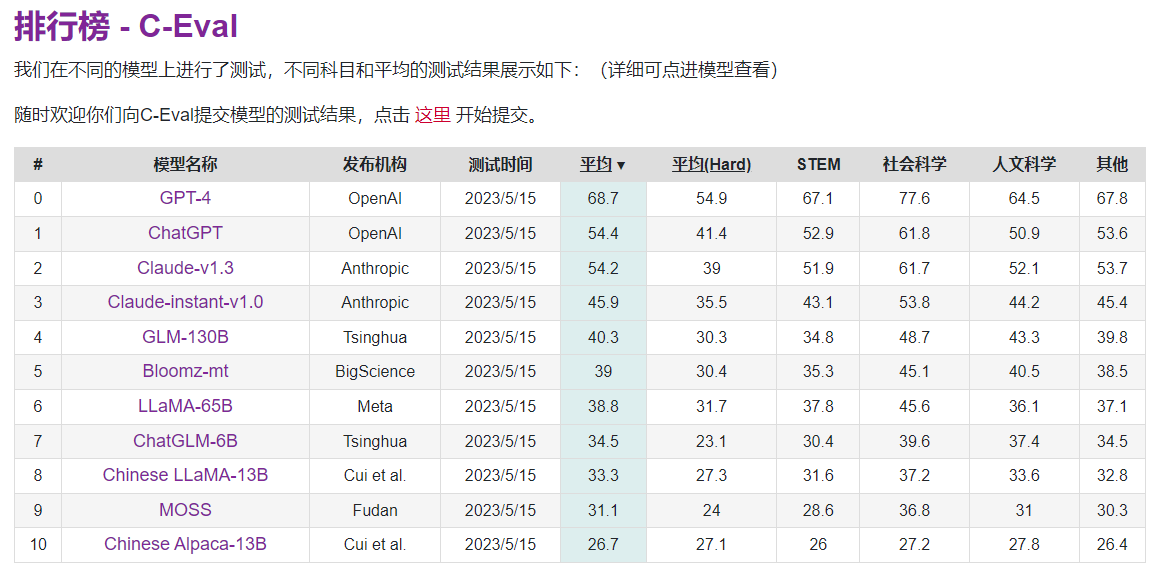 排行榜 - C-Eval
我们在不同的模型上进行了测试，不同科目和平均的测试结果展示如下：（详细可点进模型查看）
随时欢迎你们向C-Eval提交模型的测试结果，点击 这里 开始提交。
# 模型名称 发布机构 测试时间 平均 ▼ 平均(Hard) STEM 社会科学 人文科学 其他
0 GPT-4 OpenAI 2023/5/15 68.7 54.9 67.1 77.6 64.5 67.8
1 ChatGPT OpenAI 2023/5/15 54.4 41.4 52.9 61.8 50.9 53.6
2 Claude-v1.3 Anthropic 2023/5/15 54.2 39 51.9 61.7 52.1 53.7
3 Claude-instant-v1.0 Anthropic 2023/5/15 45.9 35.5 43.1 53.8 44.2 45.4
4 GLM-130B Tsinghua 2023/5/15 40.3 30.3 34.8 48.7 43.3 39.8
5 Bloomz-mt BigScience 2023/5/15 39 30.4 35.3 45.1 40.5 38.5
6 LLaMA-65B Meta 2023/5/15 38.8 31.7 37.8 45.6 36.1 37.1
7 ChatGLM-6B Tsinghua 2023/5/15 34.5 23.1 30.4 39.6 37.4 34.5
8 Chinese LLaMA-13B Cui et al. 2023/5/15 33.3 27.3 31.6 37.2 33.6 32.8
9 MOSS Fudan 2023/5/15 31.1 24 28.6 36.8 31 30.3
10 Chinese Alpaca-13B Cui et al. 2023/5/15 26.7 27.1 26 27.2 27.8 26.4